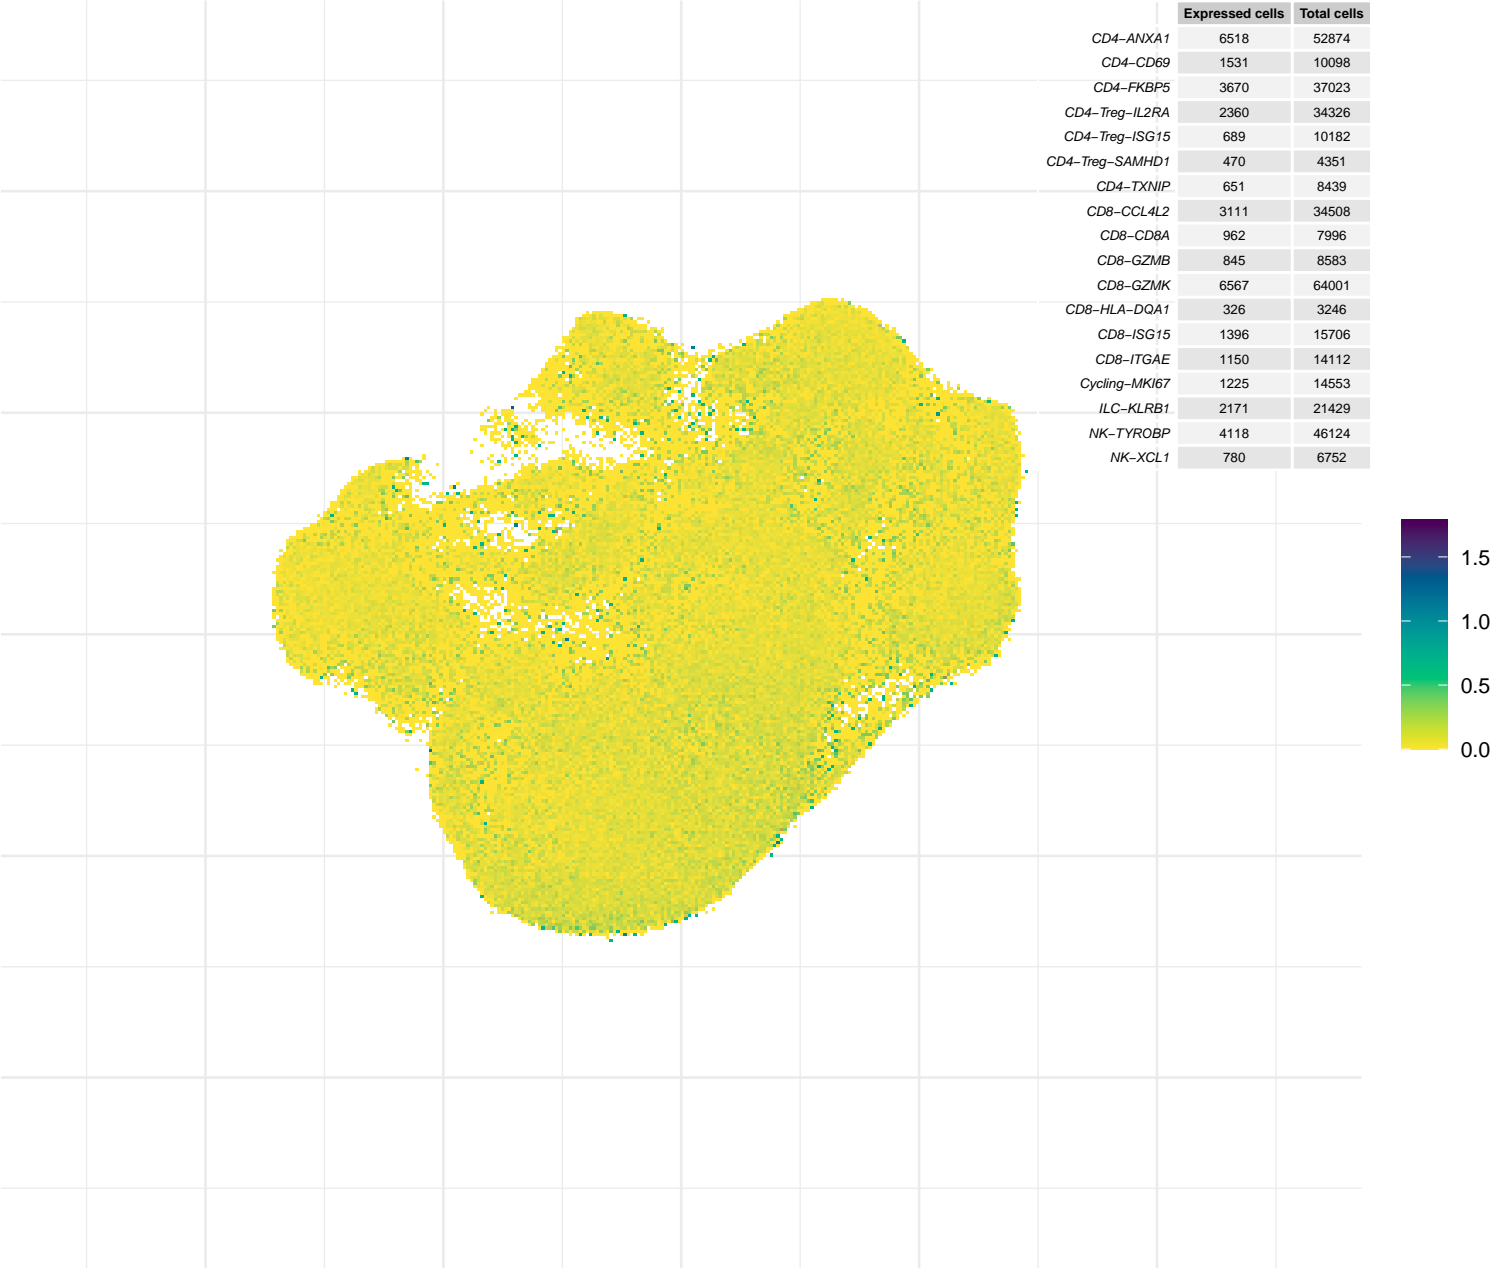 Expressed cells Total cells
CD4−ANXA1 6518 52874
CD4−CD69 1531 10098
CD4−FKBP5 3670 37023
CD4−Treg−IL2RA 2360 34326
CD4−Treg−ISG15 689 10182
CD4−Treg−SAMHD1 470 4351
CD4−TXNIP 651 8439
CD8−CCL4L2 3111 34508
CD8−CD8A 962 7996
CD8−GZMB 845 8583
CD8−GZMK 6567 64001
CD8−HLA−DQA1 326 3246
CD8−ISG15 1396 15706
CD8−ITGAE 1150 14112
Cycling−MKI67 1225 14553
ILC−KLRB1 2171 21429
NK−TYROBP 4118 46124
NK−XCL1 780 6752
1.5
1.0
0.5
0.0